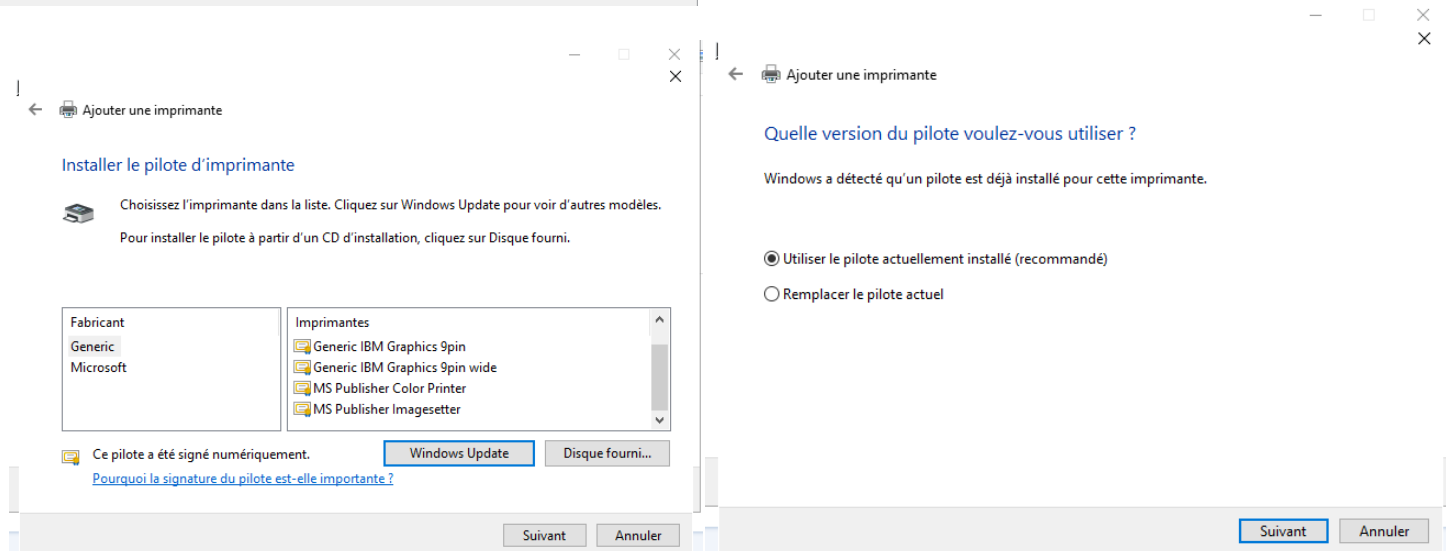 Ajouter une imprimante
Installer le pilote d'imprimante
Choisissez l'imprimante dans la liste. Cliquez sur Windows Update pour voir d'autres modèles.
Pour installer le pilote à partir d'un CD d'installation, cliquez sur Disque fourni.
Fabricant
Generic
Microsoft
Imprimantes
Generic IBM Graphics 9pin
Generic IBM Graphics 9pin wide
MS Publisher Color Printer
MS Publisher Imagesetter
Ce pilote a été signé numériquement.
Windows Update
Disque fourni...
Pourquoi la signature du pilote est-elle importante ?
Suivant
Annuler
Ajouter une imprimante
Quelle version du pilote voulez-vous utiliser ?
Windows a détecté qu'un pilote est déjà installé pour cette imprimante.
Utiliser le pilote actuellement installé (recommandé)
Remplacer le pilote actuel
Suivant
Annuler